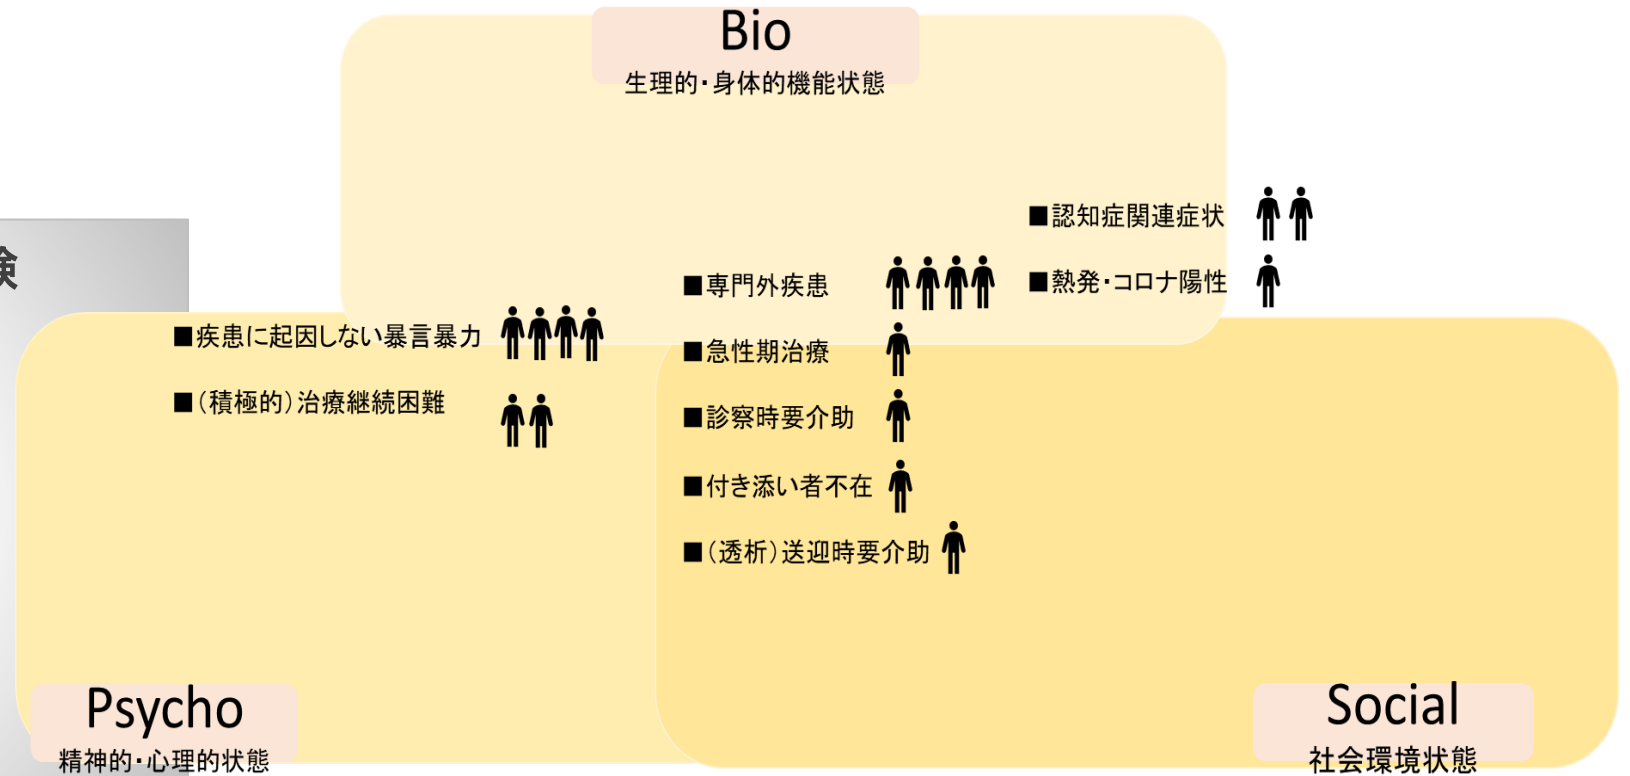 Bio
生理的・身体的機能状態
■認知症関連症状
■熱発・コロナ陽性
験
■専門外疾患
■急性期治療
■診察時要介助
■付き添い者不在
■（透析）送迎時要介助
■疾患に起因しない暴言暴力
■（積極的）治療継続困難
Psycho
精神的・心理的状態
Social
社会環境状態